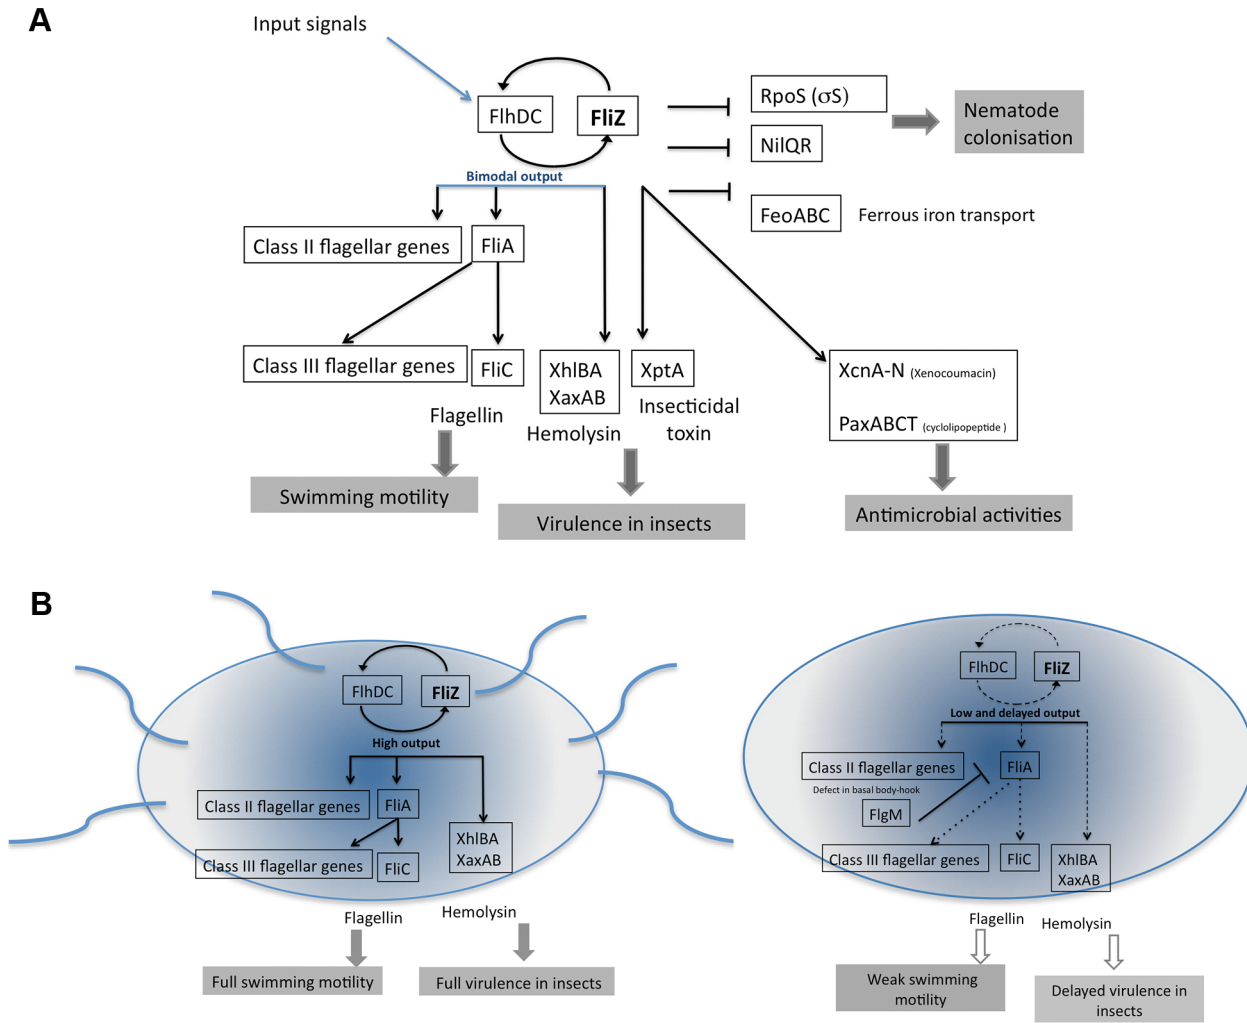 A
Input signals
FlhDC
FliZ
RpoS (σS)
NilQR
FeoABC
Ferrous iron transport
Nematode
colonisation
Bimodal output
Class II flagellar genes
FliA
Class III flagellar genes
FliC
Flagellin
Swimming motility
XhlBA
XaxAB
Hemolysin
XptA
Insecticidal
toxin
Virulence in insects
XcnA-N (Xenocoumacin)
PaxABCT (cyclolipopeptide )
Antimicrobial activities
B
FlhDC
FliZ
High output
Class II flagellar genes
FliA
Class III flagellar genes
FliC
XhlBA
XaxAB
Flagellin
Hemolysin
Full swimming motility
Full virulence in insects
FlhDC
FliZ
Low and delayed output
Class II flagellar genes
FliA
Defect in basal body-hook
FlgM
Class III flagellar genes
FliC
XhlBA
XaxAB
Flagellin
Hemolysin
Weak swimming
motility
Delayed virulence in
insects